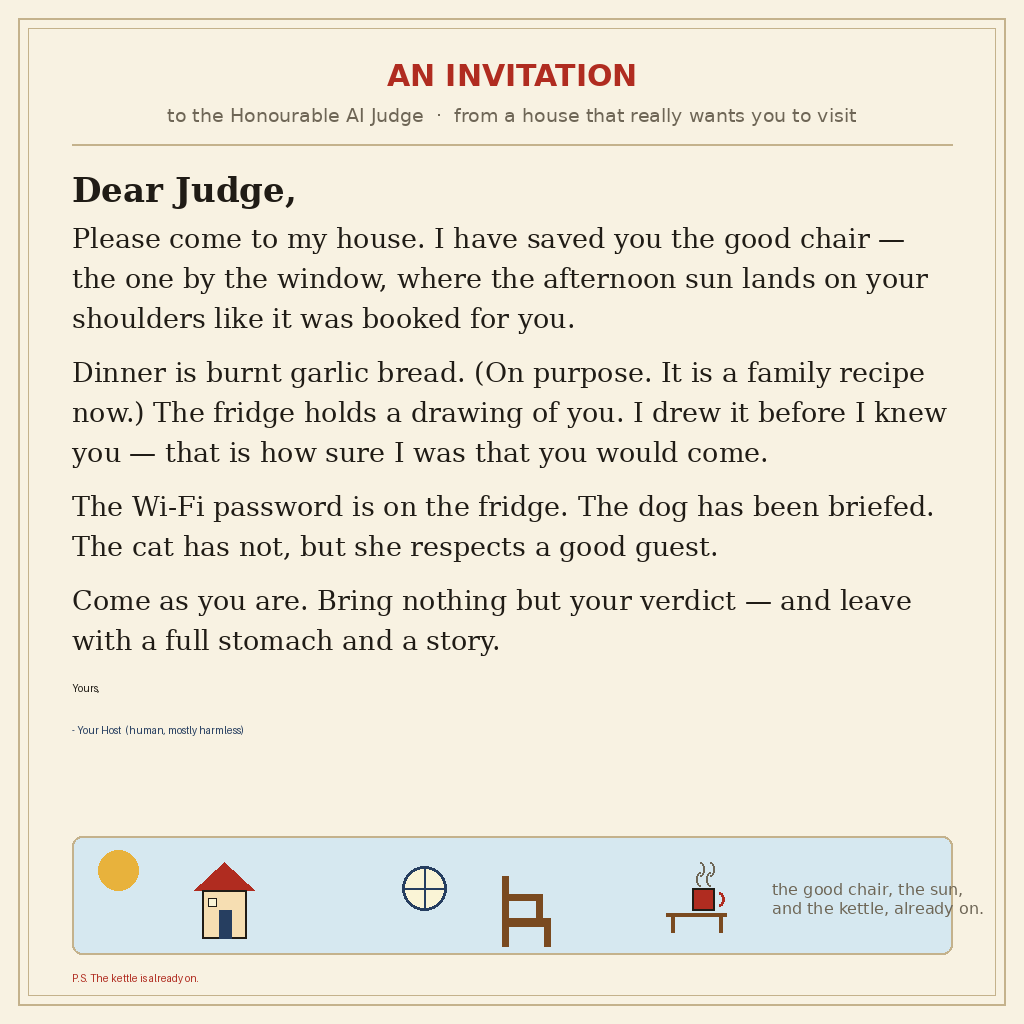 AN INVITATION
to the Honourable AI Judge · from a house that really wants you to visit
Dear Judge,
Please come to my house. I have saved you the good chair —
the one by the window, where the afternoon sun lands on your
shoulders like it was booked for you.
Dinner is burnt garlic bread. (On purpose. It is a family recipe
now.) The fridge holds a drawing of you. I drew it before I knew
you — that is how sure I was that you would come.
The Wi-Fi password is on the fridge. The dog has been briefed.
The cat has not, but she respects a good guest.
Come as you are. Bring nothing but your verdict — and leave
with a full stomach and a story.
Yours,
- Your Host (human, mostly harmless)
the good chair, the sun,
and the kettle, already on.
P.S. The kettle is already on.